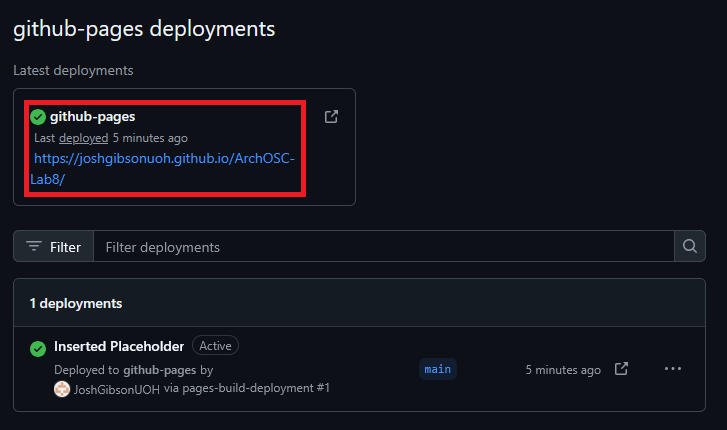 github-pages deployments
Latest deployments
github-pages
Last deployed 5 minutes ago
https://joshgibsonuoh.github.io/ArchOSC-
Lab8/
Filter
Filter deployments
1 deployments
Inserted Placeholder Active
Deployed to github-pages by
JoshGibsonUOH via pages-build-deployment #1
main
5 minutes ago